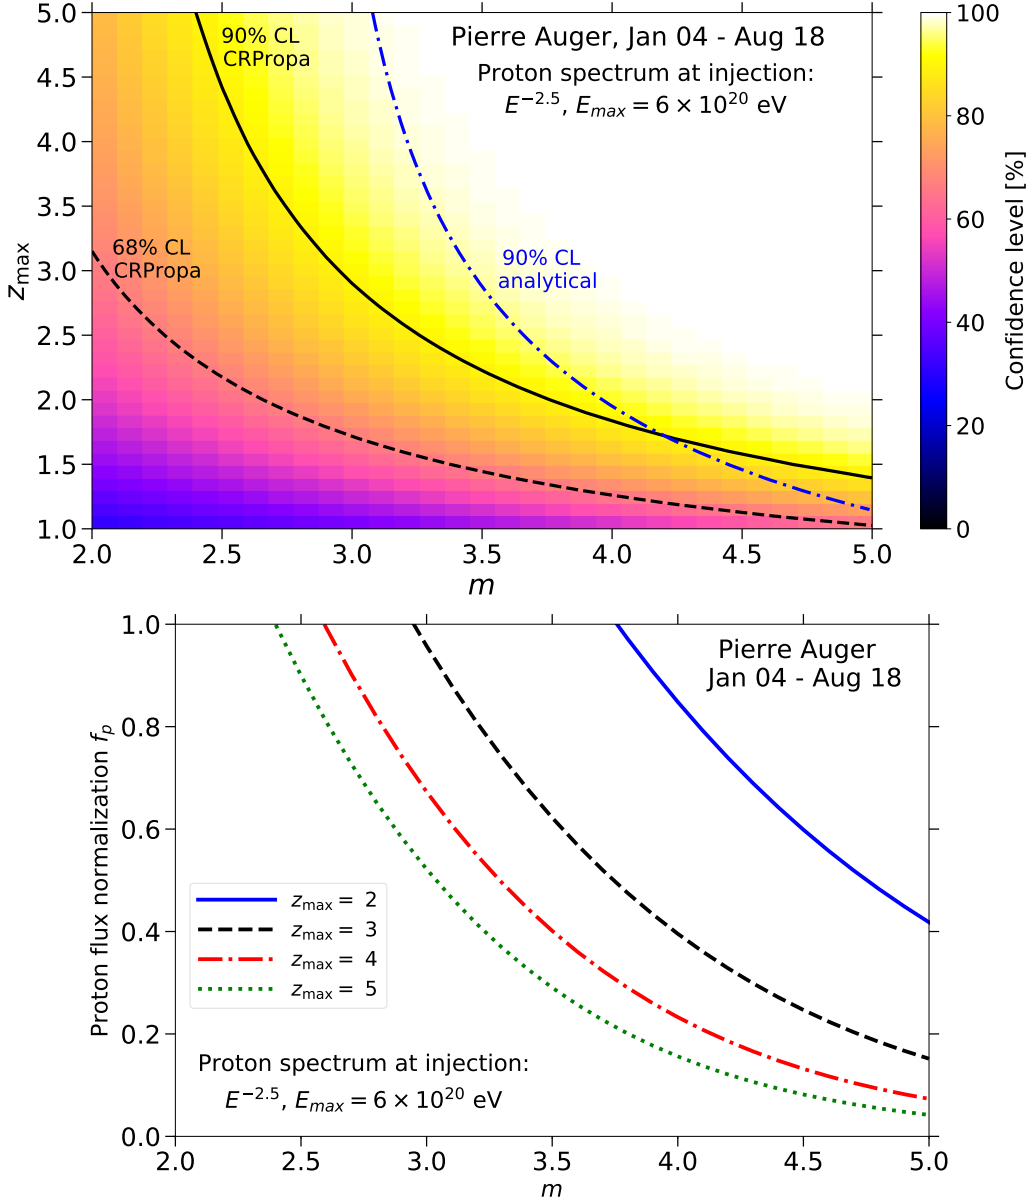 5.0
4.5
4.0
3.5
3.0
2.5
2.0
1.5
1.0
z_max
90% CL
CRPropa
Pierre Auger, Jan 04 - Aug 18
Proton spectrum at injection:
E^{-2.5}, E_{max} = 6 × 10^{20} eV
68% CL
CRPropa
90% CL
analytical
2.0 2.5 3.0 3.5 4.0 4.5 5.0
m
100
80
60
40
20
0
Confidence level [%]
1.0
0.8
0.6
0.4
0.2
0.0
Proton flux normalization f_p
Pierre Auger
Jan 04 - Aug 18
z_max = 2
z_max = 3
z_max = 4
z_max = 5
Proton spectrum at injection:
E^{-2.5}, E_{max} = 6 × 10^{20} eV
2.0 2.5 3.0 3.5 4.0 4.5 5.0
m